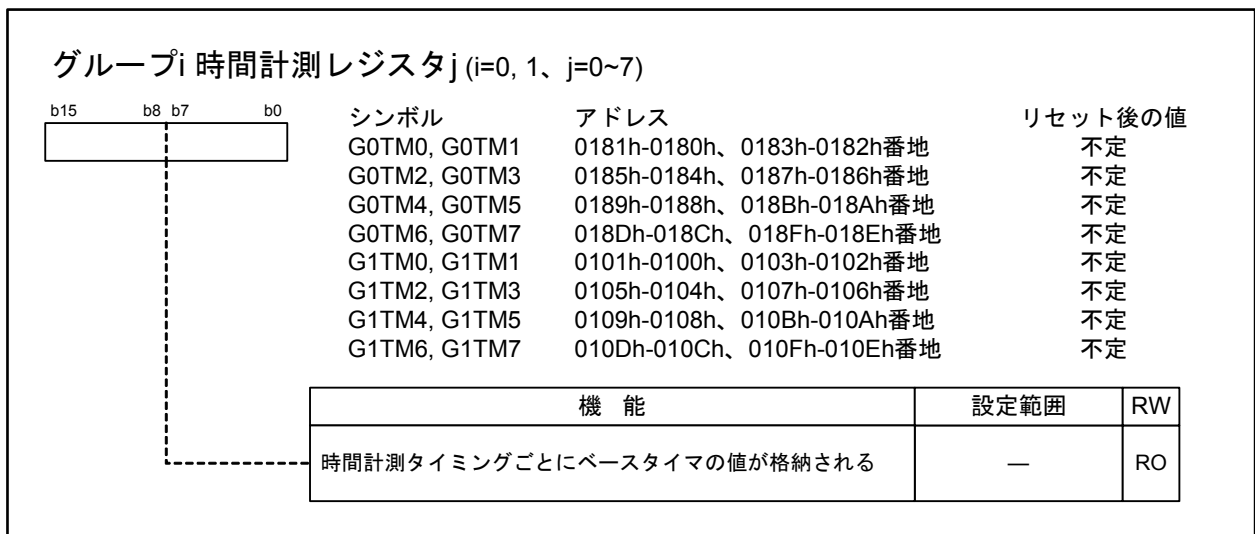 グループi 時間計測レジスタj (i=0, 1、j=0~7)
b15 b8 b7 b0
シンボル アドレス リセット後の値
G0TM0, G0TM1 0181h-0180h、0183h-0182h番地 不定
G0TM2, G0TM3 0185h-0184h、0187h-0186h番地 不定
G0TM4, G0TM5 0189h-0188h、018Bh-018Ah番地 不定
G0TM6, G0TM7 018Dh-018Ch、018Fh-018Eh番地 不定
G1TM0, G1TM1 0101h-0100h、0103h-0102h番地 不定
G1TM2, G1TM3 0105h-0104h、0107h-0106h番地 不定
G1TM4, G1TM5 0109h-0108h、010Bh-010Ah番地 不定
G1TM6, G1TM7 010Dh-010Ch、010Fh-010Eh番地 不定
機 能 設定範囲 RW
時間計測タイミングごとにベースタイマの値が格納される — RO